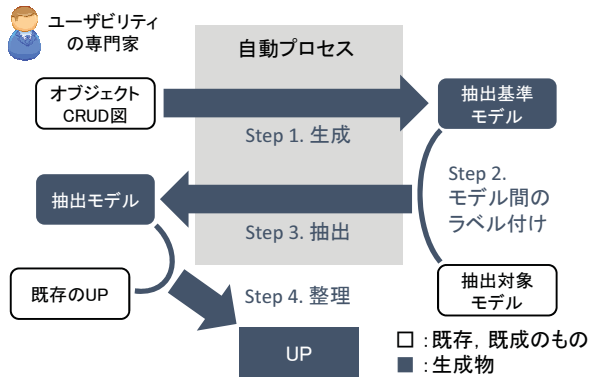 ユーザビリティ
の専門家
自動プロセス
オブジェクト
CRUD図
抽出基準
モデル
Step 1. 生成
Step 2.
モデル間の
ラベル付け
抽出モデル
Step 3. 抽出
既存のUP
Step 4. 整理
抽出対象
モデル
UP
□ :既存, 既成のもの
■ :生成物